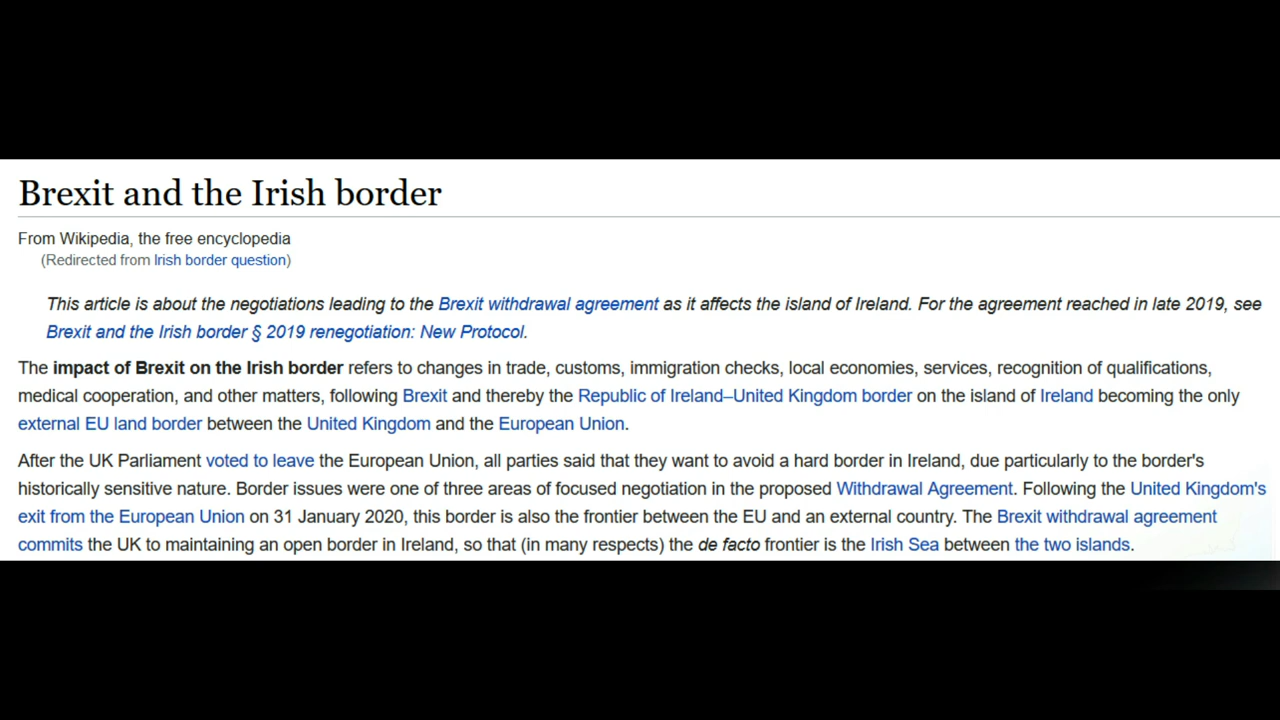 Brexit and the Irish border
From Wikipedia, the free encyclopedia
(Redirected from Irish border question)
This article is about the negotiations leading to the Brexit withdrawal agreement as it affects the island of Ireland. For the agreement reached in late 2019, see
Brexit and the Irish border § 2019 renegotiation: New Protocol.
The impact of Brexit on the Irish border refers to changes in trade, customs, immigration checks, local economies, services, recognition of qualifications,
medical cooperation, and other matters, following Brexit and thereby the Republic of Ireland–United Kingdom border on the island of Ireland becoming the only
external EU land border between the United Kingdom and the European Union.
After the UK Parliament voted to leave the European Union, all parties said that they want to avoid a hard border in Ireland, due particularly to the border's
historically sensitive nature. Border issues were one of three areas of focused negotiation in the proposed Withdrawal Agreement. Following the United Kingdom's
exit from the European Union on 31 January 2020, this border is also the frontier between the EU and an external country. The Brexit withdrawal agreement
commits the UK to maintaining an open border in Ireland, so that (in many respects) the de facto frontier is the Irish Sea between the two islands.